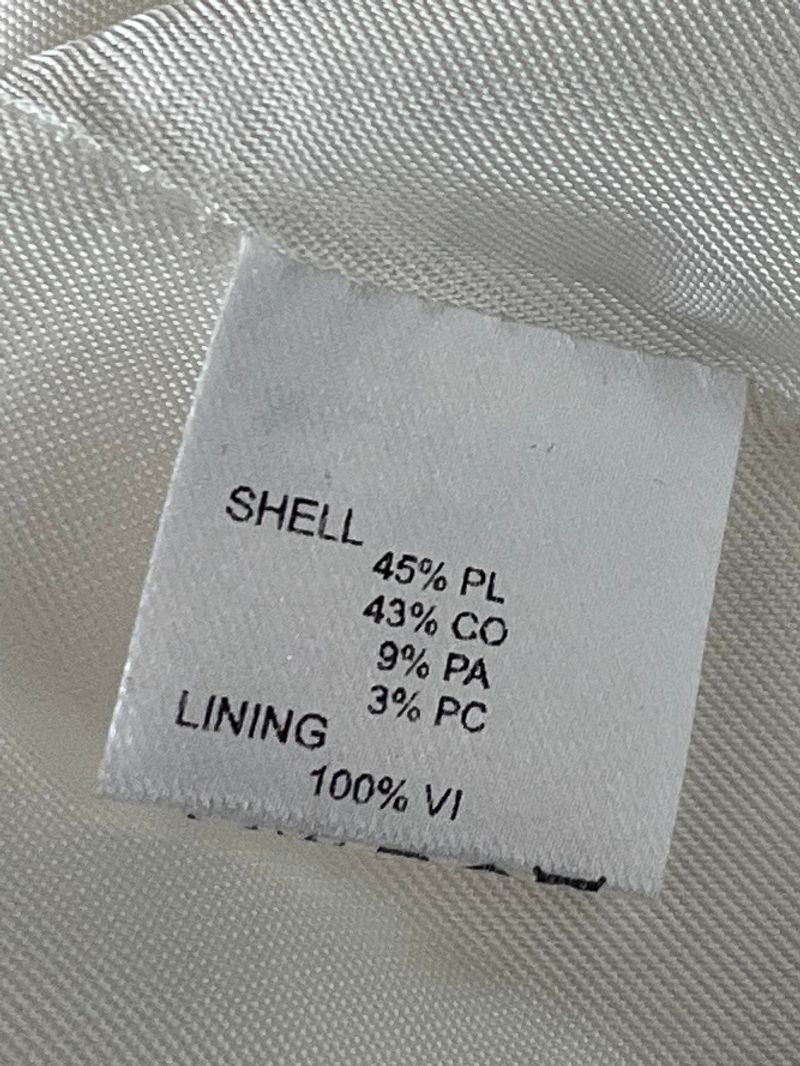 SHELL
45% PL
43% CO
9% PA
3% PC
LINING
100% VI